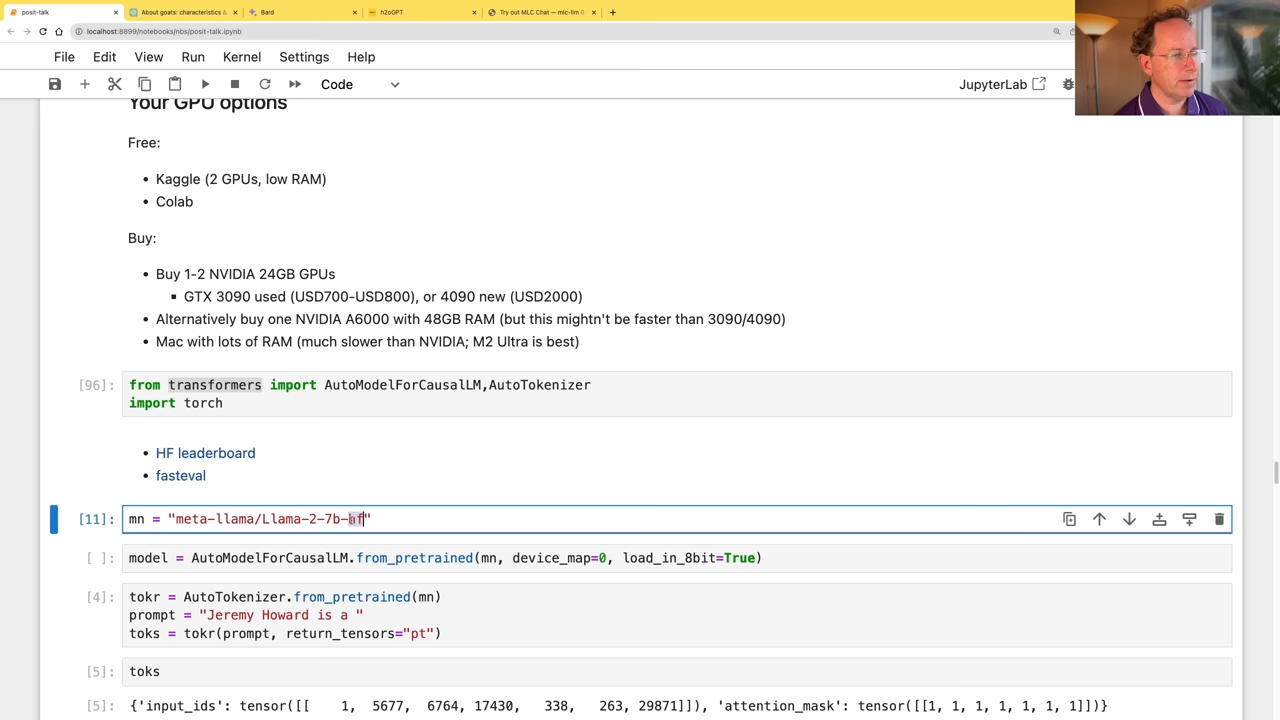 posit-talk
About goats: characteristics &
Bard
h2oGPT
Try out MLC Chat — mlc-llm 0
localhost:8899/notebooks/nbs/posit-talk.ipynb
File Edit View Run Kernel Settings Help
Code
JupyterLab
Your GPU options
Free:
• Kaggle (2 GPUs, low RAM)
• Colab
Buy:
• Buy 1-2 NVIDIA 24GB GPUs
▪ GTX 3090 used (USD700-USD800), or 4090 new (USD2000)
• Alternatively buy one NVIDIA A6000 with 48GB RAM (but this mightn't be faster than 3090/4090)
• Mac with lots of RAM (much slower than NVIDIA; M2 Ultra is best)
[96]: from transformers import AutoModelForCausalLM,AutoTokenizer
import torch
• HF leaderboard
• fasteval
[11]: mn = "meta-llama/Llama-2-7b-hf"
[ ]: model = AutoModelForCausalLM.from_pretrained(mn, device_map=0, load_in_8bit=True)
[4]: tokr = AutoTokenizer.from_pretrained(mn)
prompt = "Jeremy Howard is a "
toks = tokr(prompt, return_tensors="pt")
[5]: toks
[5]: {'input_ids': tensor([[ 1, 5677, 6764, 17430, 338, 263, 29871]]), 'attention_mask': tensor([[1, 1, 1, 1, 1, 1, 1]])}